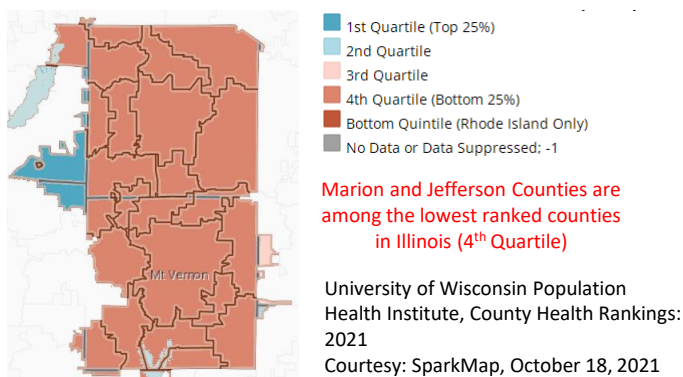 1st Quartile (Top 25%)
2nd Quartile
3rd Quartile
4th Quartile (Bottom 25%)
Bottom Quintile (Rhode Island Only)
No Data or Data Suppressed; -1
Marion and Jefferson Counties are
among the lowest ranked counties
in Illinois (4th Quartile)
Mt Vernon
University of Wisconsin Population
Health Institute, County Health Rankings:
2021
Courtesy: SparkMap, October 18, 2021